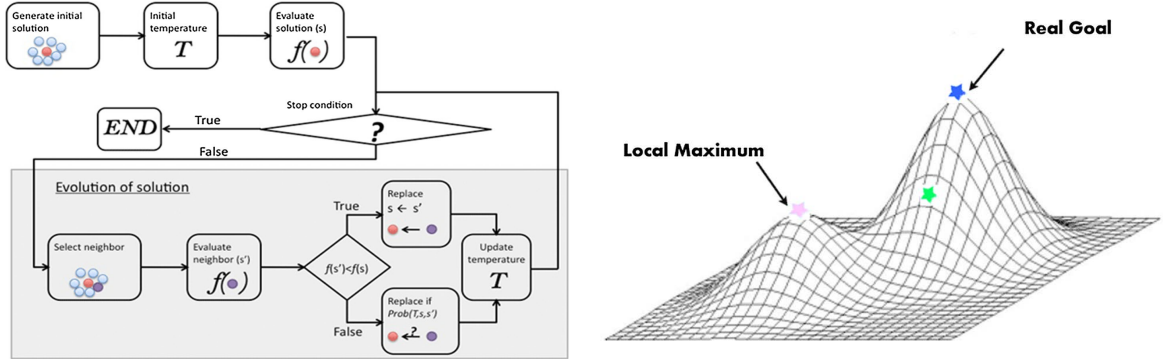 Generate initial
solution
Initial
temperature
T
Evaluate
solution (s)
f( )
Stop condition
?
True
END
False
Evolution of solution
Select neighbor
Evaluate
neighbor (s')
f( )
f(s')<f(s)
True
Replace
s ← s'
False
Replace if
Prob(T,s,s')
?
Update
temperature
T
Real Goal
Local Maximum